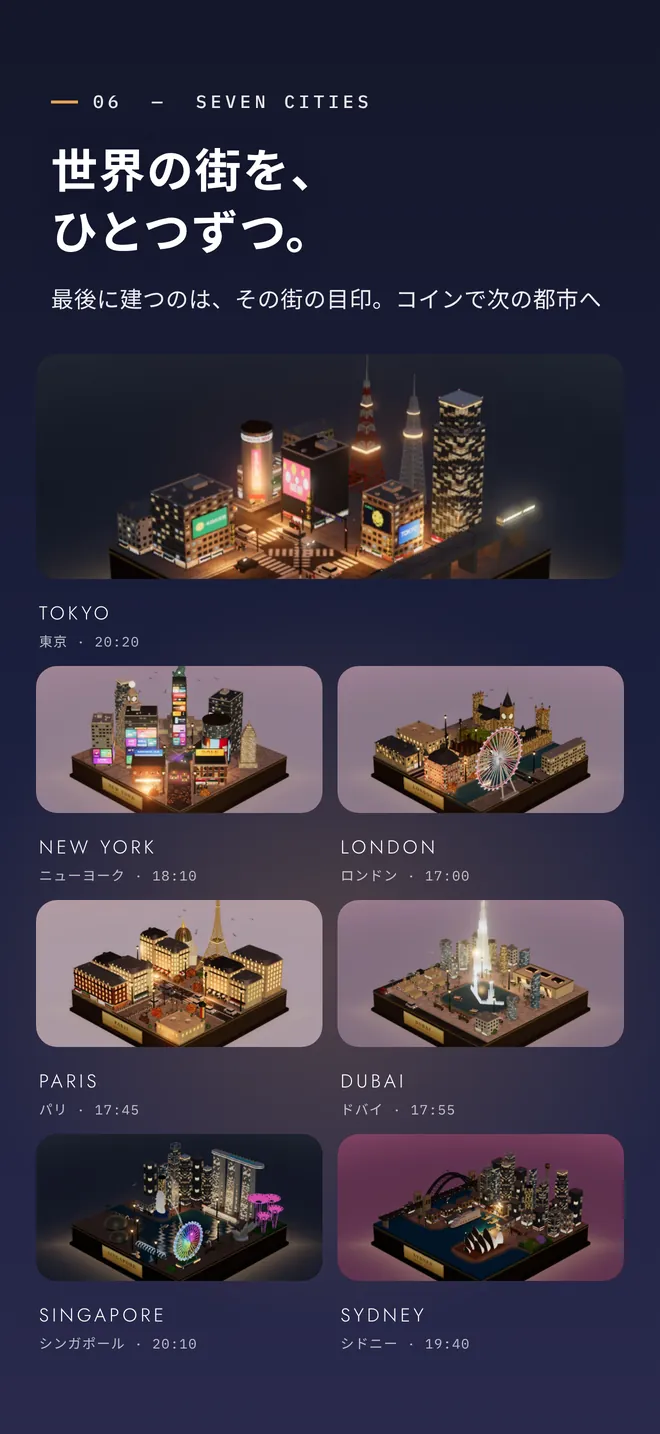 06 — SEVEN CITIES
世界の街を、
ひとつずつ。
最後に建つのは、その街の目印。コインで次の都市へ
TOKYO
TOKYO
東京 · 20:20
NEW YORK
ニューヨーク · 18:10
LONDON
ロンドン · 17:00
PARIS
PARIS
パリ · 17:45
DUBAI
ドバイ · 17:55
SINGAPORE
シンガポール · 20:10
SYDNEY
シドニー · 19:40